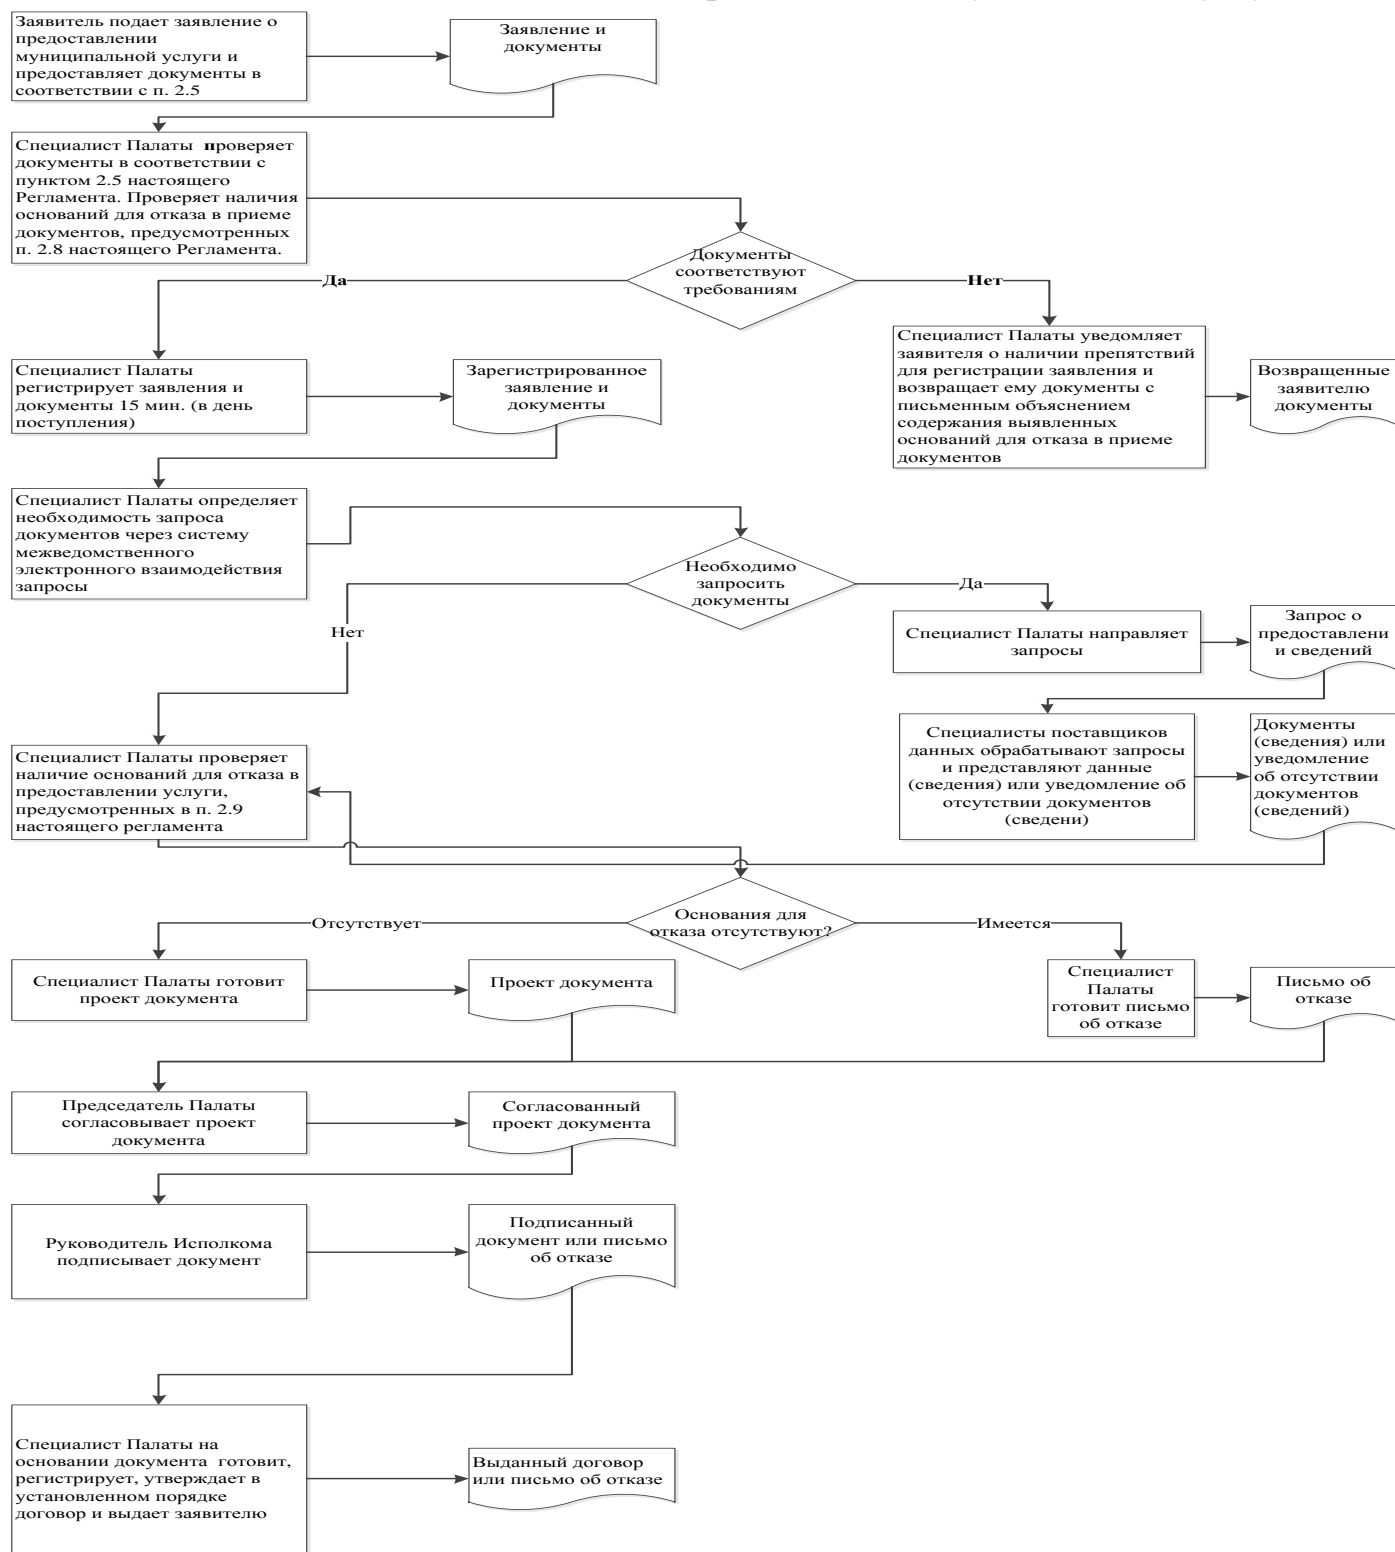 Заявитель подает заявление о
предоставлении
муниципальной услуги и
предоставляет документы в
соответствии с п. 2.5
Заявление и
документы
Специалист Палаты проверяет
документы в соответствии с
пунктом 2.5 настоящего
Регламента. Проверяет наличия
оснований для отказа в приеме
документов, предусмотренных
п. 2.8 настоящего Регламента.
Документы
соответствуют
требованиям
Да
Нет
Специалист Палаты
регистрирует заявления и
документы 15 мин. (в день
поступления)
Зарегистрированное
заявление и
документы
Специалист Палаты уведомляет
заявителя о наличии препятствий
для регистрации заявления и
возвращает ему документы с
письменным объяснением
содержания выявленных
оснований для отказа в приеме
документов
Возвращенные
заявителю
документы
Специалист Палаты определяет
необходимость запроса
документов через систему
межведомственного
электронного взаимодействия
запросы
Необходимо
запросить
документы
Да
Нет
Специалист Палаты направляет
запросы
Запрос о
предоставлени
и сведений
Специалист Палаты проверяет
наличие оснований для отказа в
предоставлении услуги,
предусмотренных в п. 2.9
настоящего регламента
Специалисты поставщиков
данных обрабатывают запросы
и представляют данные
(сведения) или уведомление об
отсутствии документов
(сведени)
Документы
(сведения) или
уведомление
об отсутствии
документов
(сведений)
Основания для
отказа отсутствуют?
Отсутствует
Имеется
Специалист Палаты готовит
проект документа
Проект документа
Специалист
Палаты
готовит письмо
об отказе
Письмо об
отказе
Председатель Палаты
согласовывает проект
документа
Согласованный
проект документа
Руководитель Исполкома
подписывает документ
Подписанный
документ или письмо
об отказе
Специалист Палаты на
основании документа готовит,
регистрирует, утверждает в
установленном порядке
договор и выдает заявителю
Выданный договор
или письмо об отказе